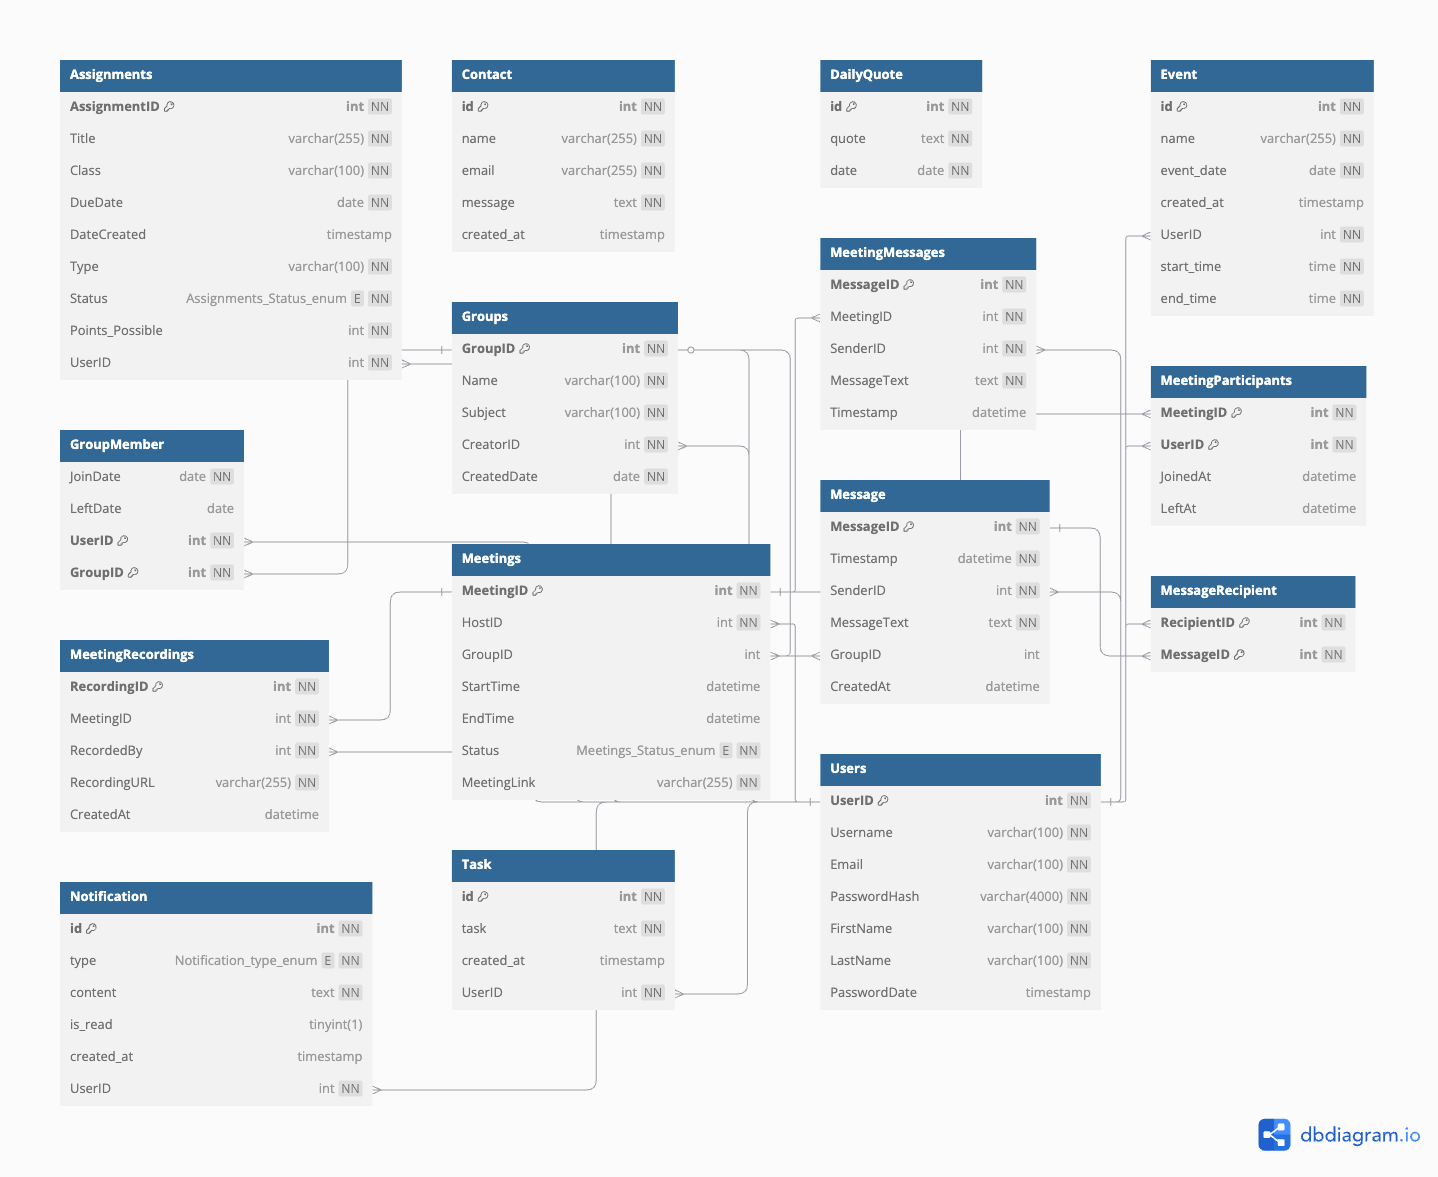 Assignments
AssignmentID int NN
Title varchar(255) NN
Class varchar(100) NN
DueDate date NN
DateCreated timestamp
Type varchar(100) NN
Status Assignments_Status_enum E NN
Points_Possible int NN
UserID int NN
Contact
id int NN
name varchar(255) NN
email varchar(255) NN
message text NN
created_at timestamp
DailyQuote
id int NN
quote text NN
date date NN
Event
id int NN
name varchar(255) NN
event_date date NN
created_at timestamp
UserID int NN
start_time time NN
end_time time NN
MeetingMessages
MessageID int NN
MeetingID int NN
SenderID int NN
MessageText text NN
Timestamp datetime
Groups
GroupID int NN
Name varchar(100) NN
Subject varchar(100) NN
CreatorID int NN
CreatedDate date NN
MeetingParticipants
MeetingID int NN
UserID int NN
JoinedAt datetime
LeftAt datetime
GroupMember
JoinDate date NN
LeftDate date
UserID int NN
GroupID int NN
Message
MessageID int NN
Timestamp datetime NN
SenderID int NN
MessageText text NN
GroupID int
CreatedAt datetime
Meetings
MeetingID int NN
HostID int NN
GroupID int
StartTime datetime
EndTime datetime
Status Meetings_Status_enum E NN
MeetingLink varchar(255) NN
MessageRecipient
RecipientID int NN
MessageID int NN
MeetingRecordings
RecordingID int NN
MeetingID int NN
RecordedBy int NN
RecordingURL varchar(255) NN
CreatedAt datetime
Users
UserID int NN
Username varchar(100) NN
Email varchar(100) NN
PasswordHash varchar(4000) NN
FirstName varchar(100) NN
LastName varchar(100) NN
PasswordDate timestamp
Task
id int NN
task text NN
created_at timestamp
UserID int NN
Notification
id int NN
type Notification_type_enum E NN
content text NN
is_read tinyint(1)
created_at timestamp
UserID int NN
dbdiagram.io